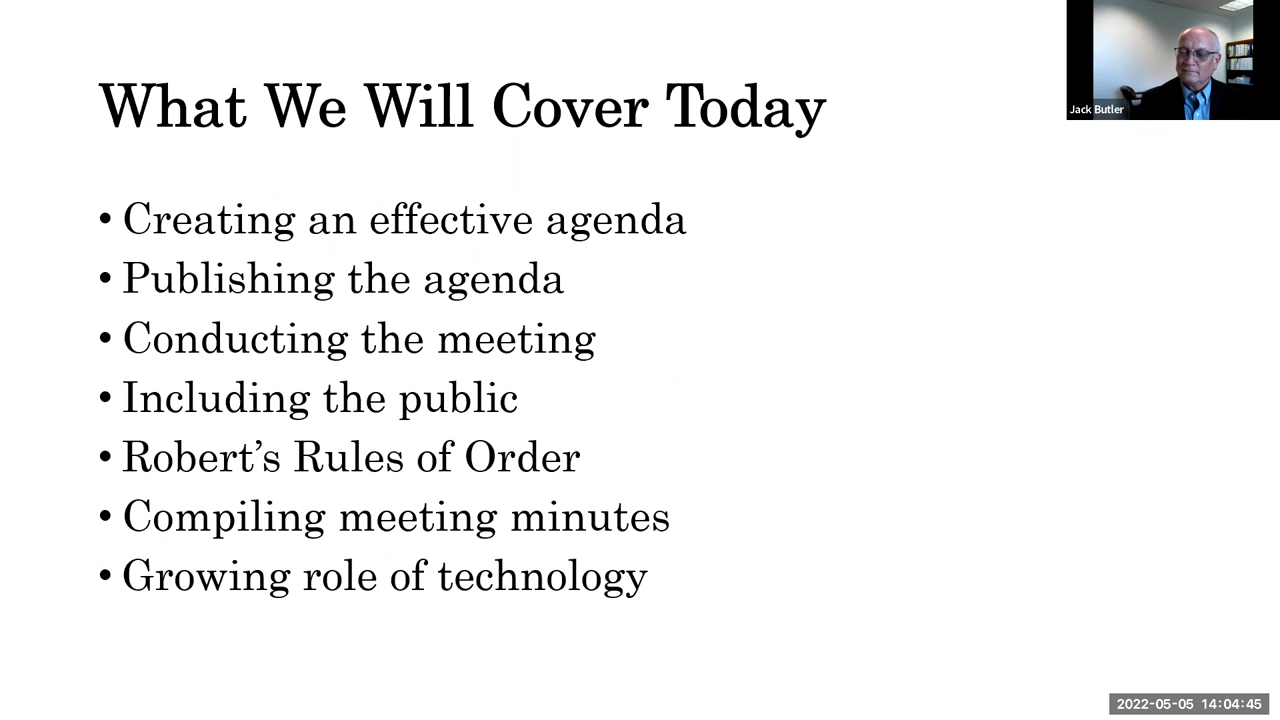 What We Will Cover Today
Jack Butler
• Creating an effective agenda
• Publishing the agenda
• Conducting the meeting
• Including the public
• Robert’s Rules of Order
• Compiling meeting minutes
• Growing role of technology
2022-05-05 14:04:45